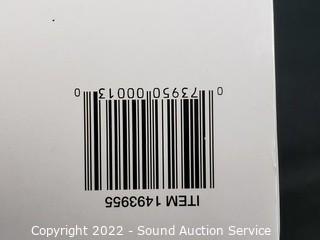 ITEM 1493955
0 73950 00013 0
Copyright 2022 - Sound Auction Service